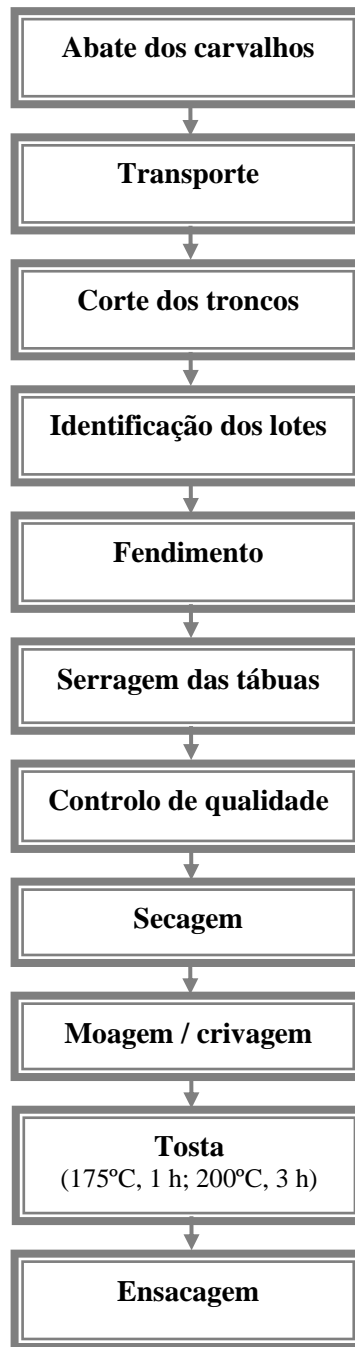 Abate dos carvalhos
Transporte
Corte dos troncos
Identificação dos lotes
Fendimento
Serragem das tábuas
Controlo de qualidade
Secagem
Moagem / crivagem
Tosta
(175ºC, 1 h; 200ºC, 3 h)
Ensacagem